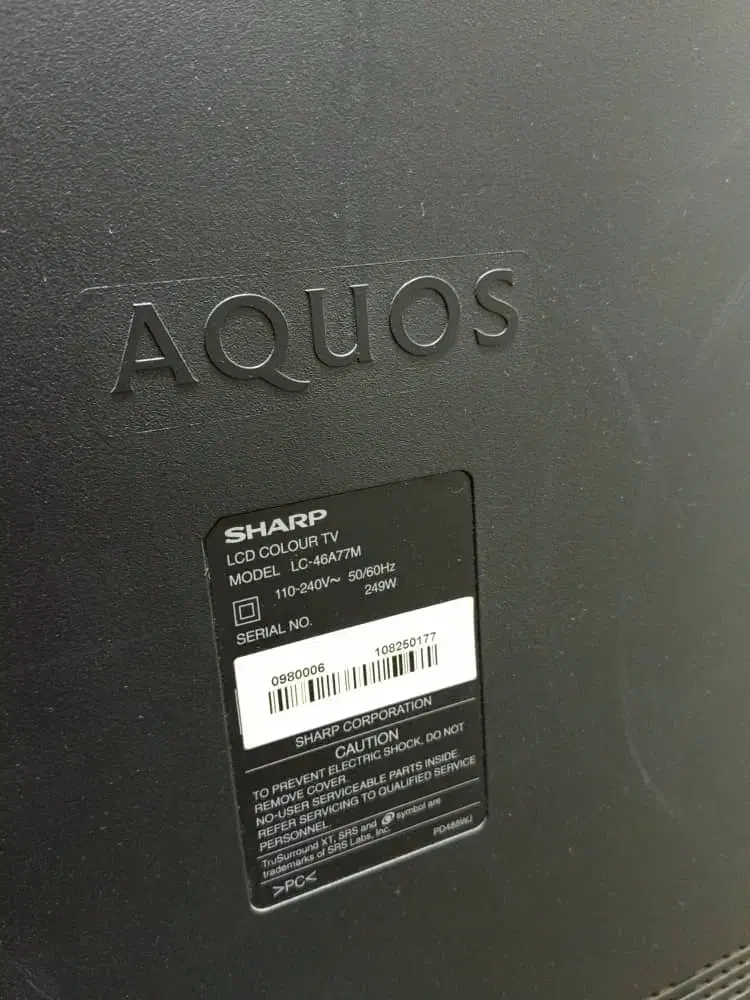 AQUOS
SHARP
LCD COLOUR TV
MODEL LC-46A77M
110-240V~ 50/60Hz
249W
SERIAL NO.
0980006 108250177
SHARP CORPORATION
CAUTION
TO PREVENT ELECTRIC SHOCK, DO NOT
REMOVE COVER.
NO-USER SERVICEABLE PARTS INSIDE.
REFER SERVICING TO QUALIFIED SERVICE
PERSONNEL.
TruSurround XT, SRS and symbol are
trademarks of SRS Labs, Inc.
>PC<